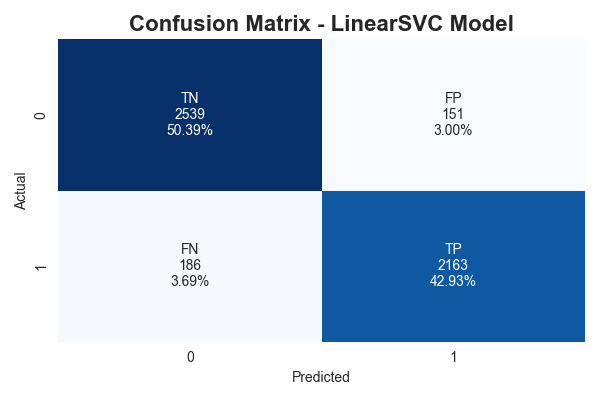 Confusion Matrix - LinearSVC Model
Actual
0
TN
2539
50.39%
FP
151
3.00%
1
FN
186
3.69%
TP
2163
42.93%
0
1
Predicted